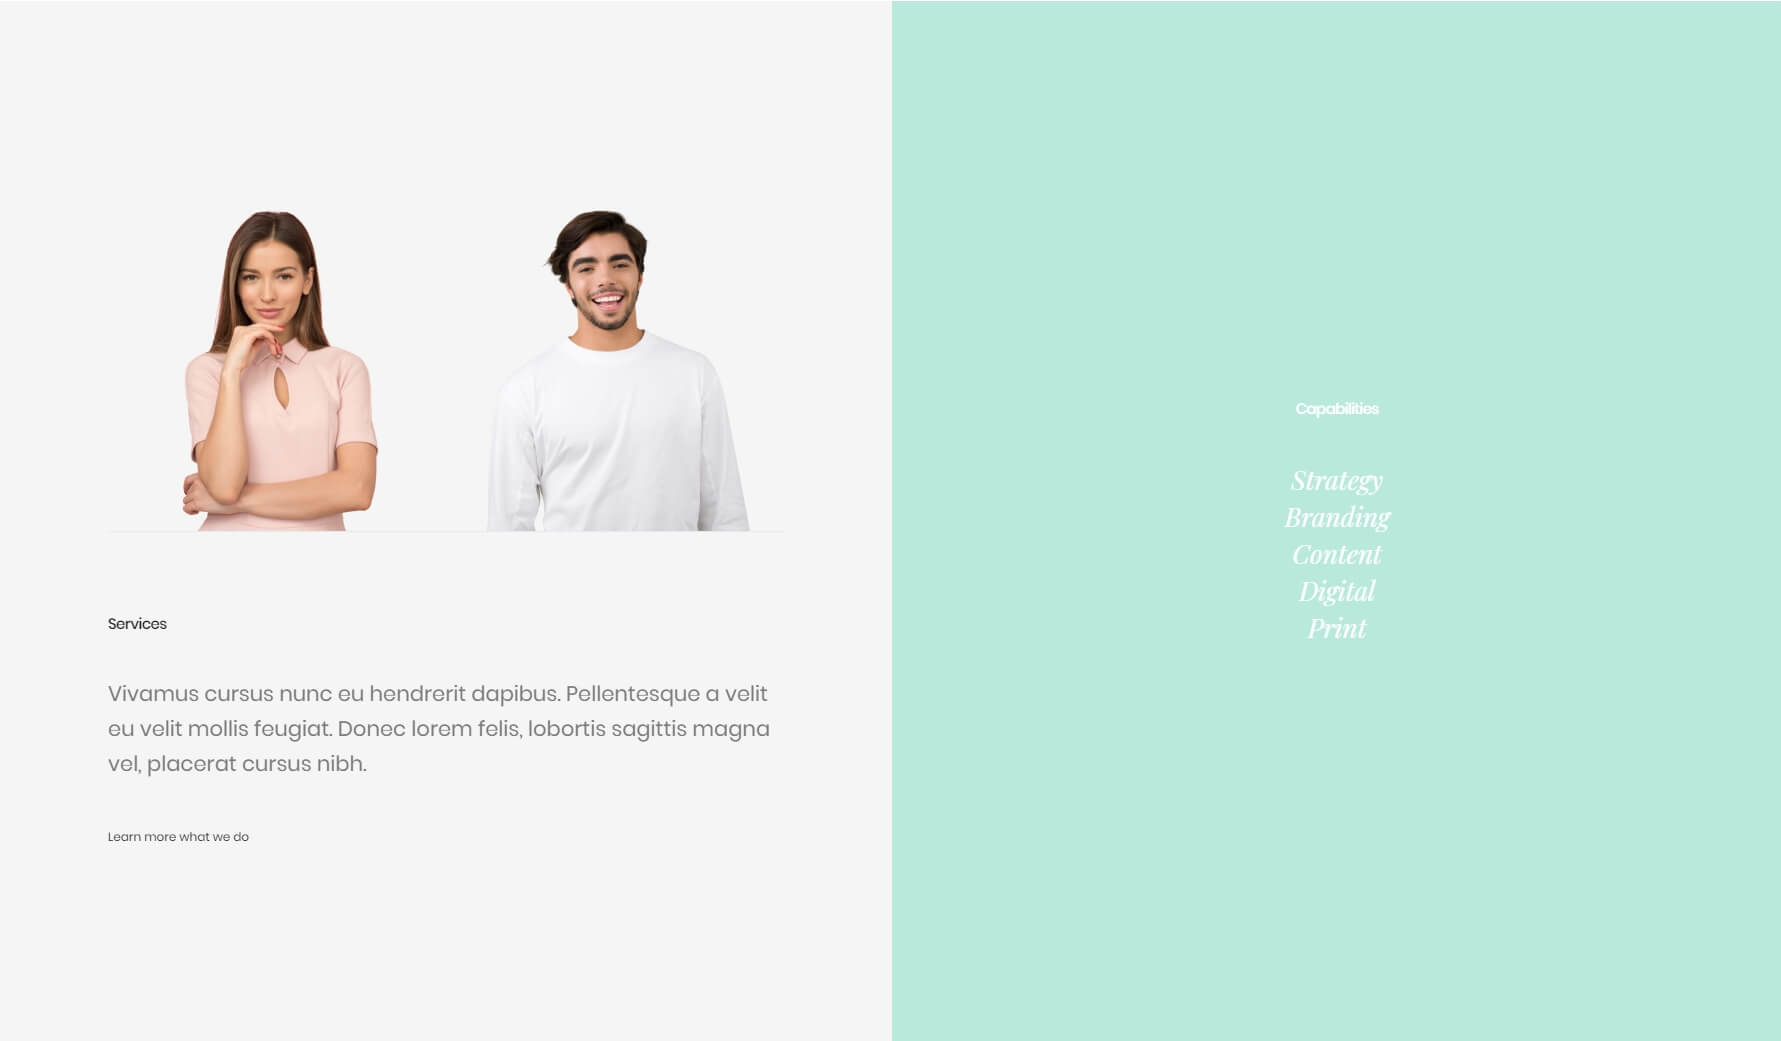 Services
Vivamus cursus nunc eu hendrerit dapibus. Pellentesque a velit
eu velit mollis feugiat. Donec lorem felis, lobortis sagittis magna
vel, placerat cursus nibh.
Learn more what we do
Capabilities
Strategy
Branding
Content
Digital
Print